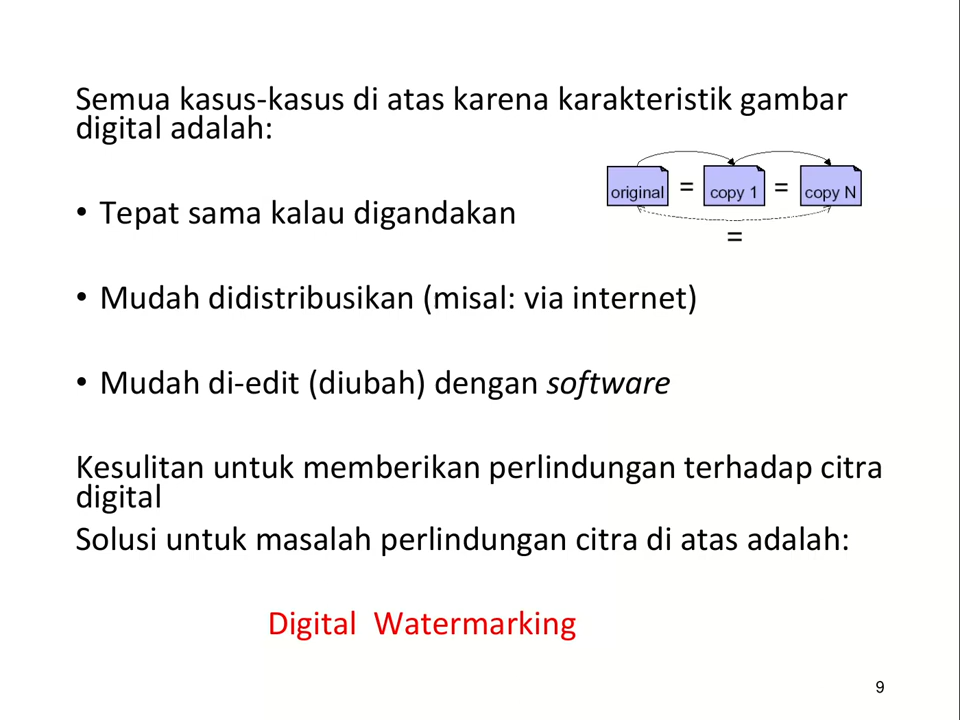 Semua kasus-kasus di atas karena karakteristik gambar
digital adalah:
original = copy 1 = copy N
=
• Tepat sama kalau digandakan
• Mudah didistribusikan (misal: via internet)
• Mudah di-edit (diubah) dengan software
Kesulitan untuk memberikan perlindungan terhadap citra
digital
Solusi untuk masalah perlindungan citra di atas adalah:
Digital Watermarking
9